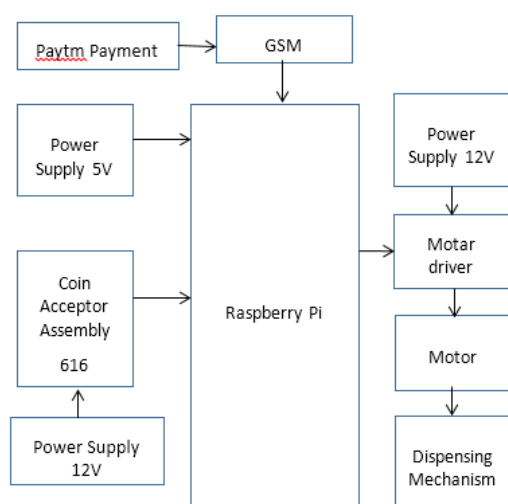 Paytm Payment
GSM
Power
Supply 5V
Power
Supply 12V
Coin
Acceptor
Assembly
616
Raspberry Pi
Motar
driver
Motor
Power Supply
12V
Dispensing
Mechanism